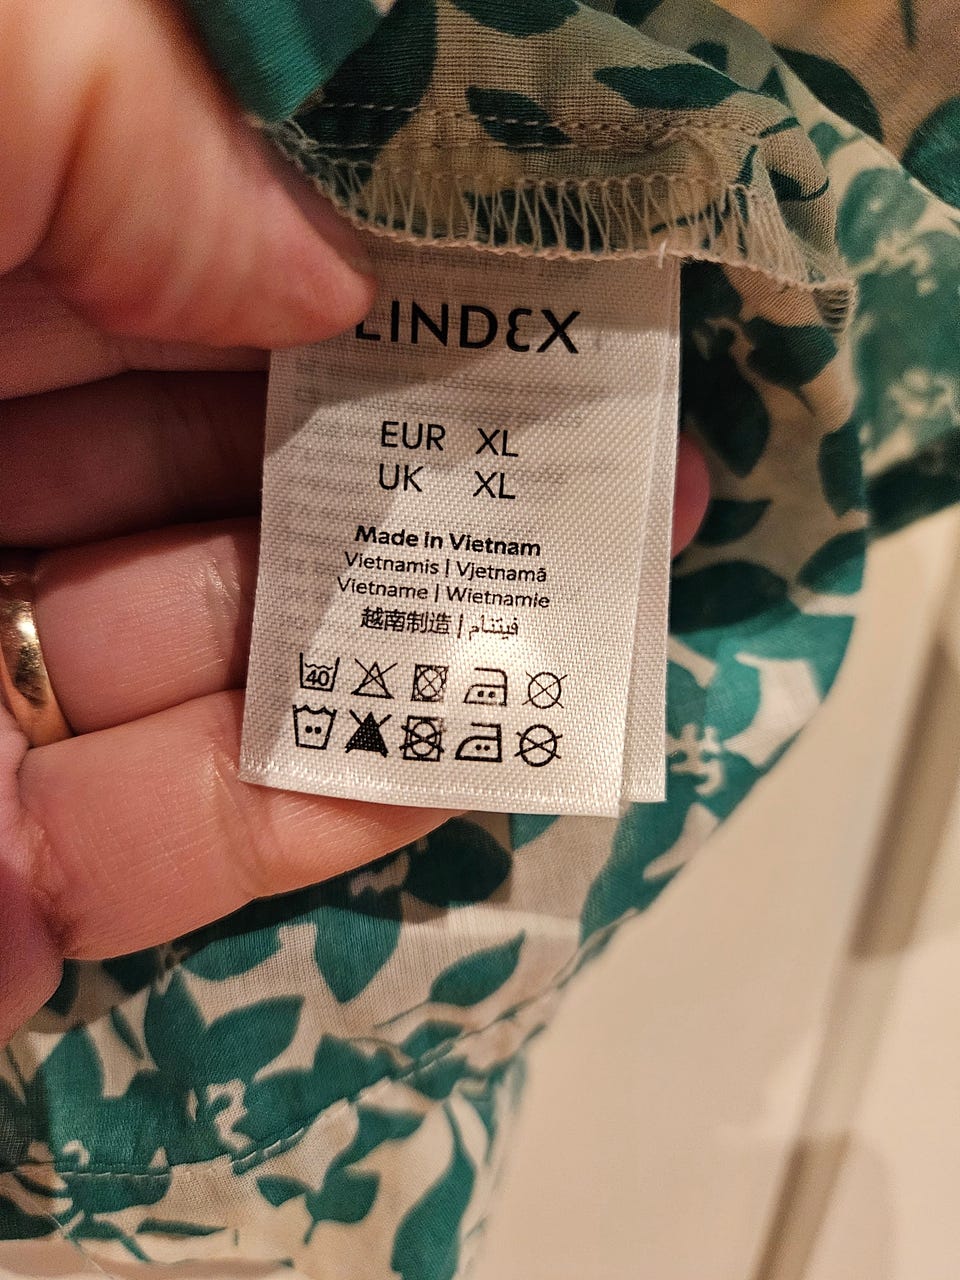 LINDEX
EUR XL
UK XL
Made in Vietnam
Vietnamis | Vjetnamā
Vietname | Wietnamie
越南制造 | فيتنام
40